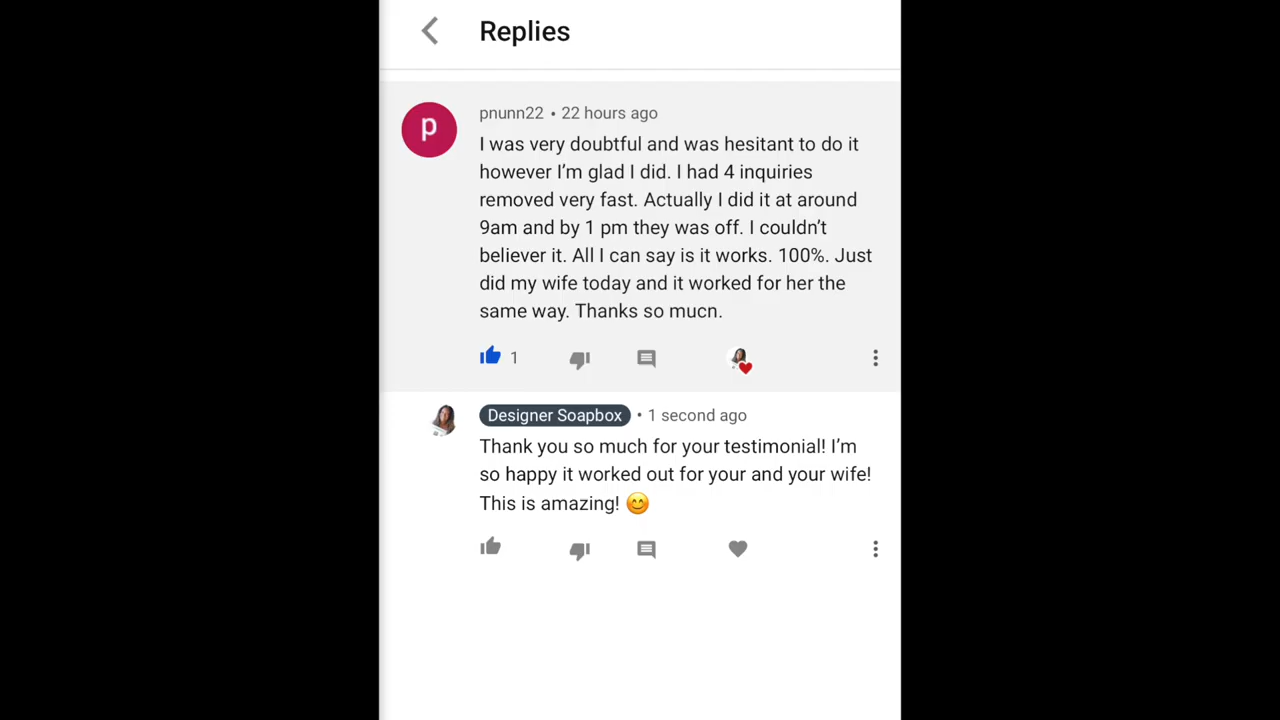 Replies
p
pnunn22 • 22 hours ago
I was very doubtful and was hesitant to do it
however I’m glad I did. I had 4 inquiries
removed very fast. Actually I did it at around
9am and by 1 pm they was off. I couldn’t
believer it. All I can say is it works. 100%. Just
did my wife today and it worked for her the
same way. Thanks so mucn.
1
Designer Soapbox • 1 second ago
Thank you so much for your testimonial! I’m
so happy it worked out for your and your wife!
This is amazing! 😊